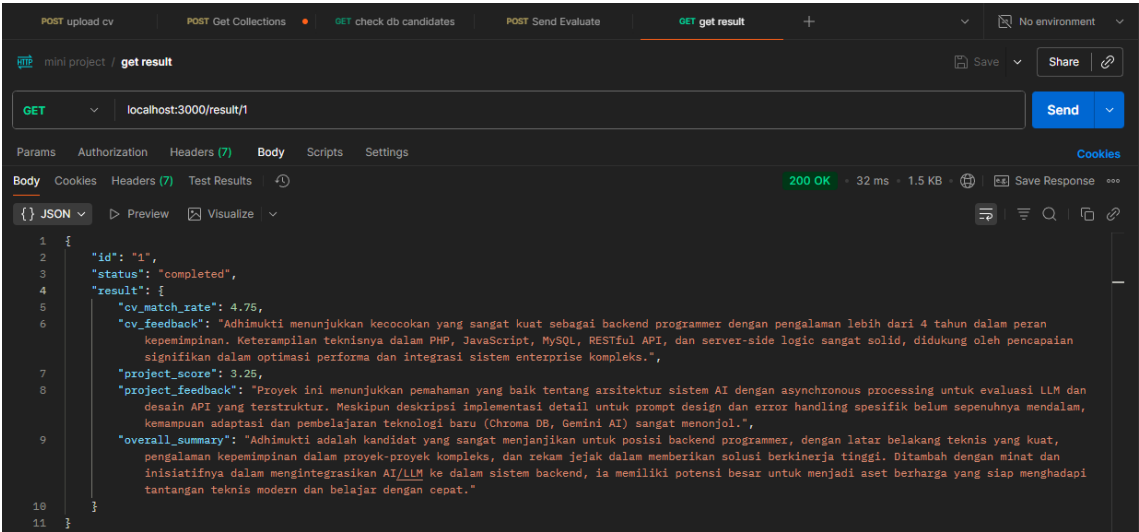 POST upload cv POST Get Collections GET check db candidates POST Send Evaluate GET get result + No environment
HTTP mini project / get result Save Share
GET localhost:3000/result/1 Send
Params Authorization Headers (7) Body Scripts Settings Cookies
Body Cookies Headers (7) Test Results 200 OK 32 ms 1.5 KB e.g. Save Response
{} JSON Preview Visualize
1 {
2 "id": "1",
3 "status": "completed",
4 "result": {
5 "cv_match_rate": 4.75,
6 "cv_feedback": "Adhimukti menunjukkan kecocokan yang sangat kuat sebagai backend programmer dengan pengalaman lebih dari 4 tahun dalam peran
kepemimpinan. Keterampilan teknisnya dalam PHP, JavaScript, MySQL, RESTful API, dan server-side logic sangat solid, didukung oleh pencapaian
signifikan dalam optimasi performa dan integrasi sistem enterprise kompleks.",
7 "project_score": 3.25,
8 "project_feedback": "Proyek ini menunjukkan pemahaman yang baik tentang arsitektur sistem AI dengan asynchronous processing untuk evaluasi LLM dan
desain API yang terstruktur. Meskipun deskripsi implementasi detail untuk prompt design dan error handling spesifik belum sepenuhnya mendalam,
kemampuan adaptasi dan pembelajaran teknologi baru (Chroma DB, Gemini AI) sangat menonjol.",
9 "overall_summary": "Adhimukti adalah kandidat yang sangat menjanjikan untuk posisi backend programmer, dengan latar belakang teknis yang kuat,
pengalaman kepemimpinan dalam proyek-proyek kompleks, dan rekam jejak dalam memberikan solusi berkinerja tinggi. Ditambah dengan minat dan
inisiatifnya dalam mengintegrasikan AI/LLM ke dalam sistem backend, ia memiliki potensi besar untuk menjadi aset berharga yang siap menghadapi
tantangan teknis modern dan belajar dengan cepat."
10 }
11 }